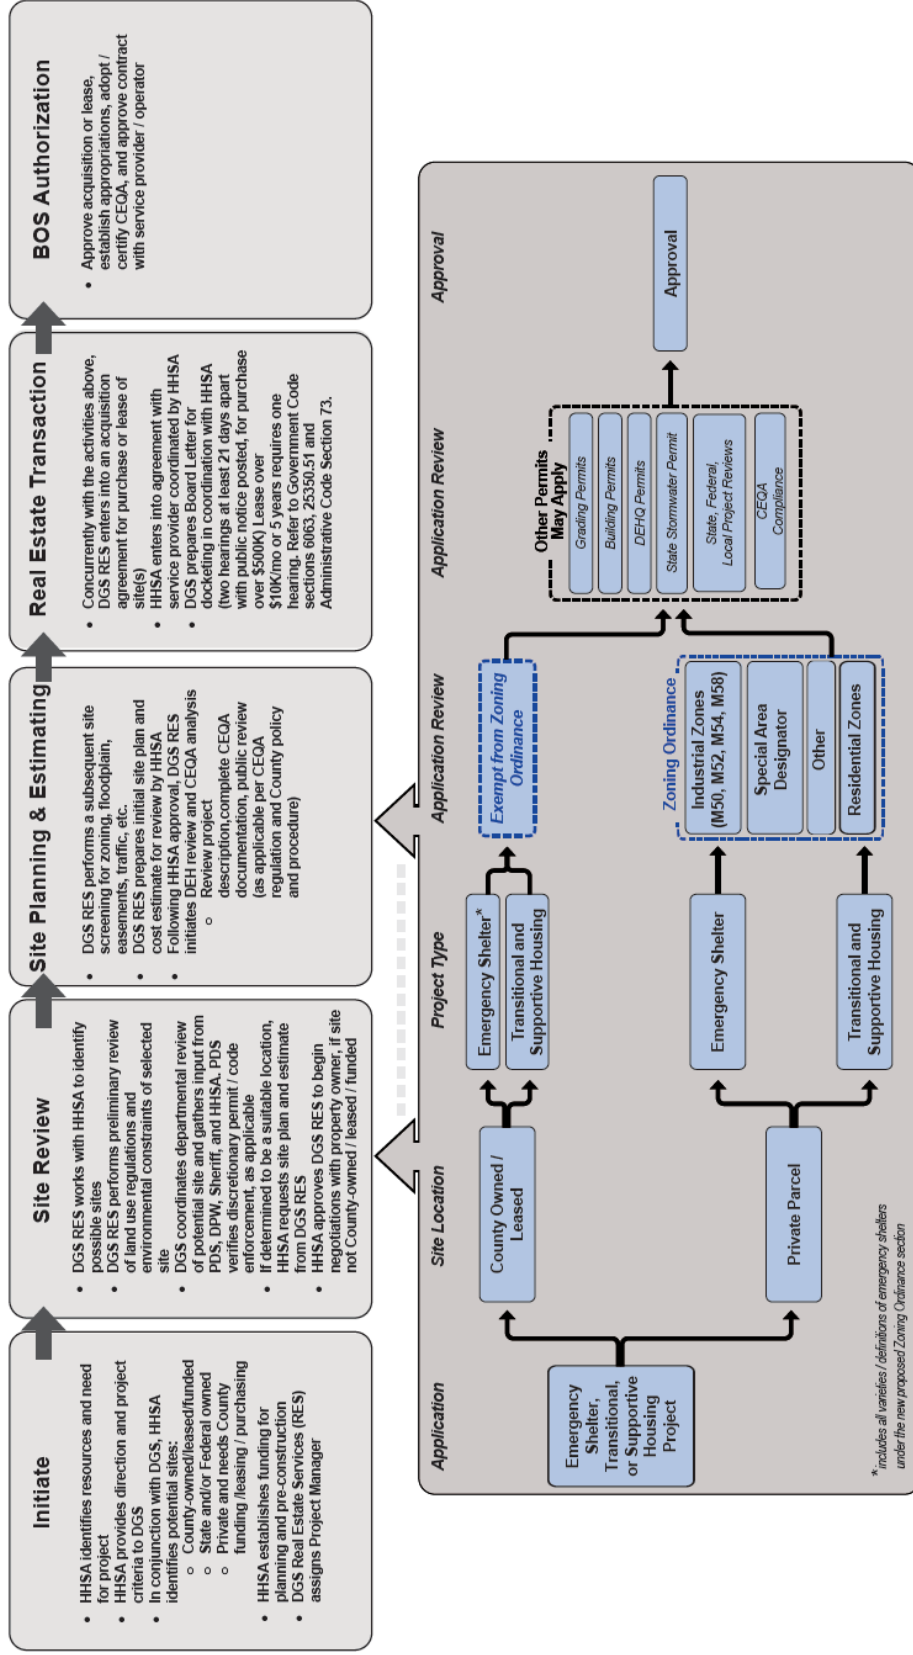 Initiate
• HHSA identifies resources and need
for project
• HHSA provides direction and project
criteria to DGS
• In conjunction with DGS, HHSA
identifies potential sites:
○ County-owned/leased/funded
○ State and/or Federal owned
○ Private and needs County
funding /leasing / purchasing
• HHSA establishes funding for
planning and pre-construction
• DGS Real Estate Services (RES)
assigns Project Manager
Site Review
• DGS RES works with HHSA to identify
possible sites
• DGS RES performs preliminary review
of land use regulations and
environmental constraints of selected
site
• DGS coordinates departmental review
of potential site and gathers input from
PDS, DPW, Sheriff, and HHSA. PDS
verifies discretionary permit / code
enforcement, as applicable
• If determined to be a suitable location,
HHSA requests site plan and estimate
from DGS RES
• HHSA approves DGS RES to begin
negotiations with property owner, if site
not County-owned / leased / funded
Site Planning & Estimating
• DGS RES performs a subsequent site
screening for zoning, floodplain,
easements, traffic, etc.
• DGS RES prepares initial site plan and
cost estimate for review by HHSA
• Following HHSA approval, DGS RES
initiates DEH review and CEQA analysis
○ Review project
description,complete CEQA
documentation, public review
(as applicable per CEQA
regulation and County policy
and procedure)
Real Estate Transaction
• Concurrently with the activities above,
DGS RES enters into an acquisition
agreement for purchase or lease of
site(s)
• HHSA enters into agreement with
service provider coordinated by HHSA
• DGS prepares Board Letter for
docketing in coordination with HHSA
(two hearings at least 21 days apart
with public notice posted, for purchase
over $500K) Lease over
$10K/mo or 5 years requires one
hearing. Refer to Government Code
sections 6063, 25350.51 and
Administrative Code Section 73.
BOS Authorization
• Approve acquisition or lease,
establish appropriations, adopt /
certify CEQA, and approve contract
with service provider / operator
Application
Site Location
Project Type
Application Review
Application Review
Approval
Emergency
Shelter,
Transitional,
or Supportive
Housing
Project
County Owned /
Leased
Private Parcel
Emergency Shelter*
Transitional and
Supportive Housing
Emergency Shelter
Transitional and
Supportive Housing
Exempt from Zoning
Ordinance
Zoning Ordinance
Industrial Zones
(M50, M52, M54, M58)
Special Area
Designator
Other
Residential Zones
Other Permits
May Apply
Grading Permits
Building Permits
DEHQ Permits
State Stormwater Permit
State, Federal,
Local Project Reviews
CEQA
Compliance
Approval
* includes all varieties / definitions of emergency shelters
under the new proposed Zoning Ordinance section